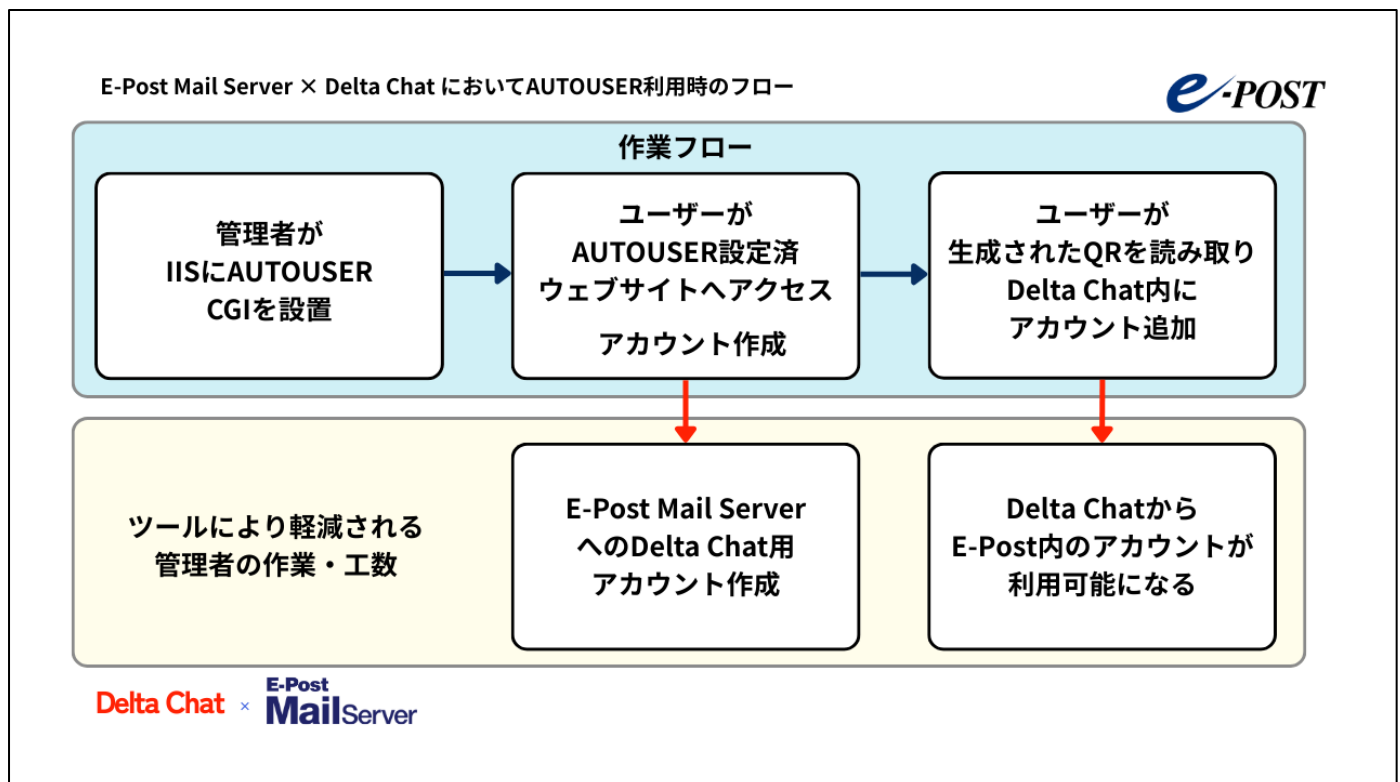 E-Post Mail Server × Delta Chat においてAUTOUSER利用時のフロー
e-POST
作業フロー
管理者が
IISにAUTOUSER
CGIを設置
ユーザーが
AUTOUSER設定済
ウェブサイトへアクセス
アカウント作成
ユーザーが
生成されたQRを読み取り
Delta Chat内に
アカウント追加
ツールにより軽減される
管理者の作業・工数
E-Post Mail Server
へのDelta Chat用
アカウント作成
Delta Chatから
E-Post内のアカウントが
利用可能になる
Delta Chat × E-Post
MailServer